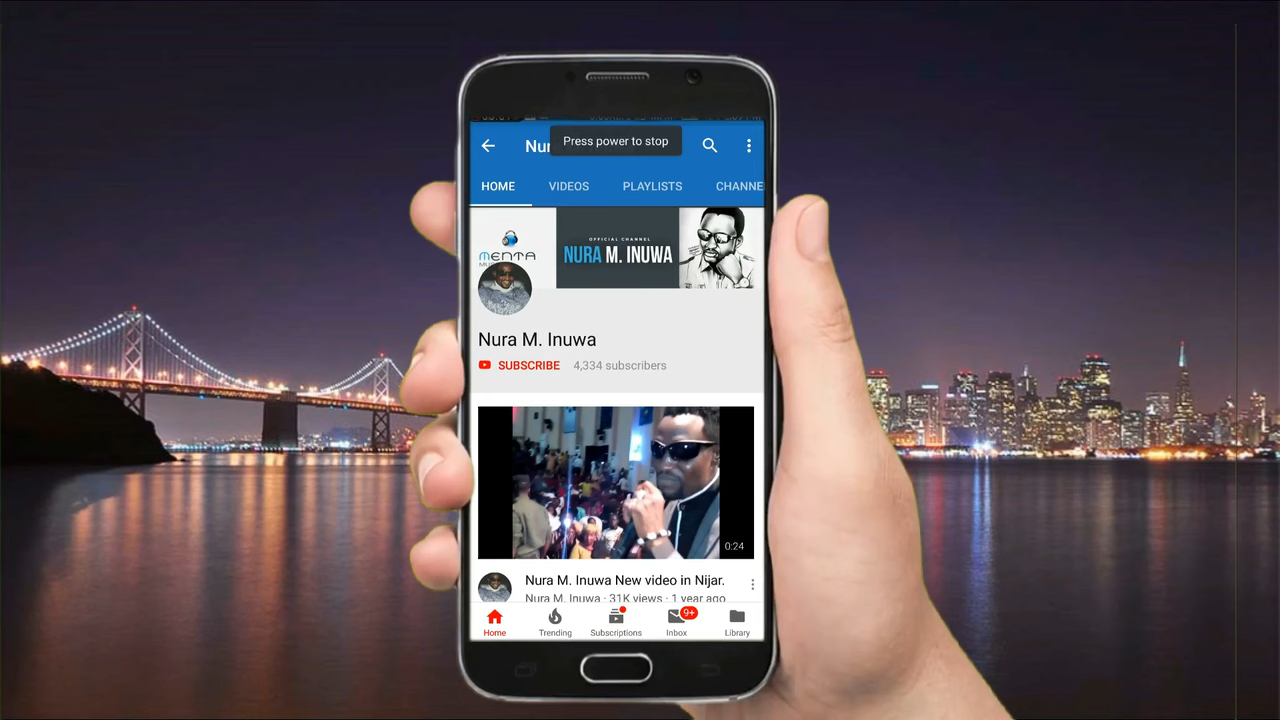 Nur
Press power to stop
HOME
VIDEOS
PLAYLISTS
CHANNE
MENTA
OFFICIAL CHANNEL
NURA M. INUWA
Nura M. Inuwa
SUBSCRIBE
4,334 subscribers
0:24
Nura M. Inuwa New video in Nijar.
Nura M. Inuwa · 31K views · 1 year ago
9+
Home
Trending
Subscriptions
Inbox
Library